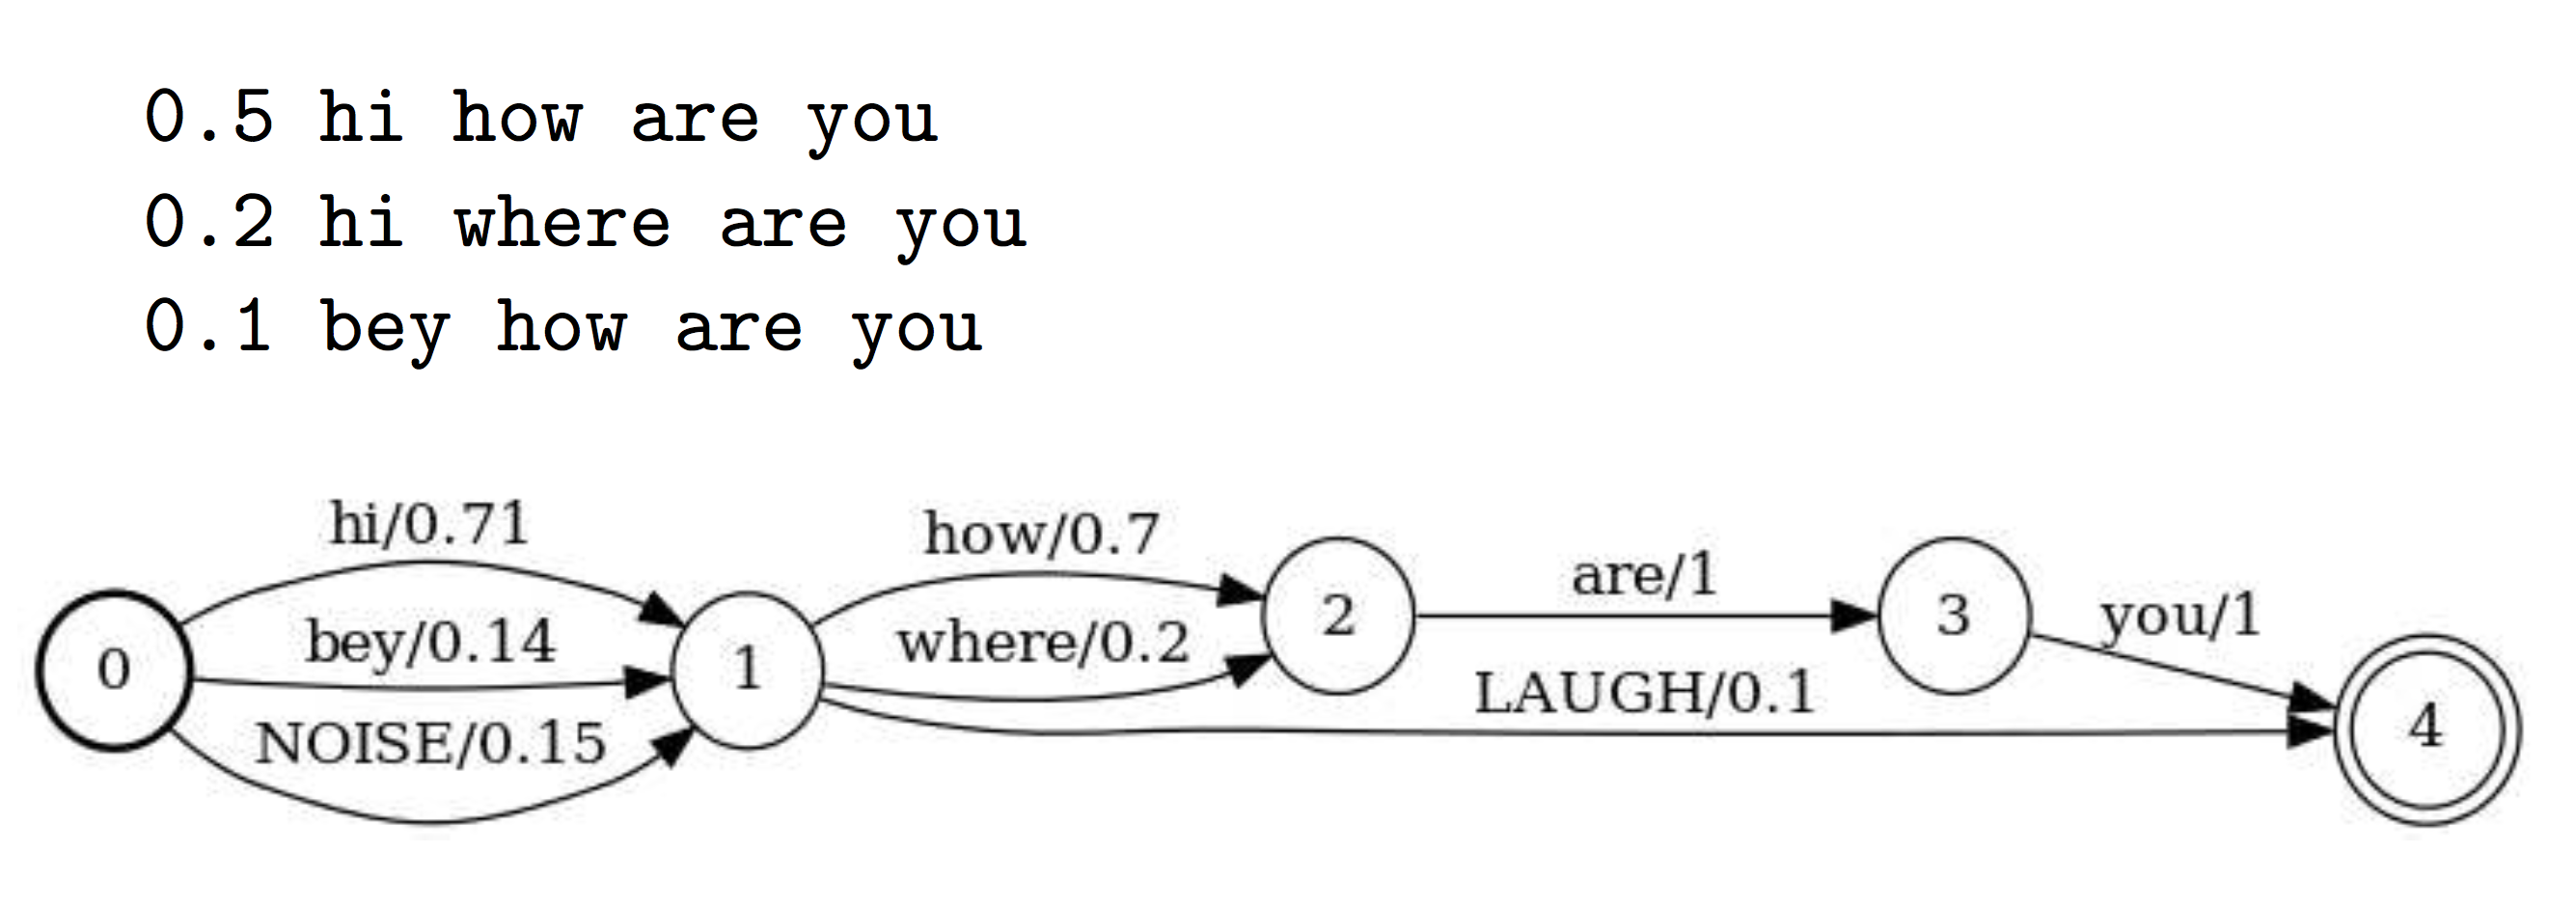 0.5 hi how are you
0.2 hi where are you
0.1 bey how are you
hi/0.71
how/0.7
bey/0.14
where/0.2
are/1
you/1
NOISE/0.15
LAUGH/0.1
0
1
2
3
4